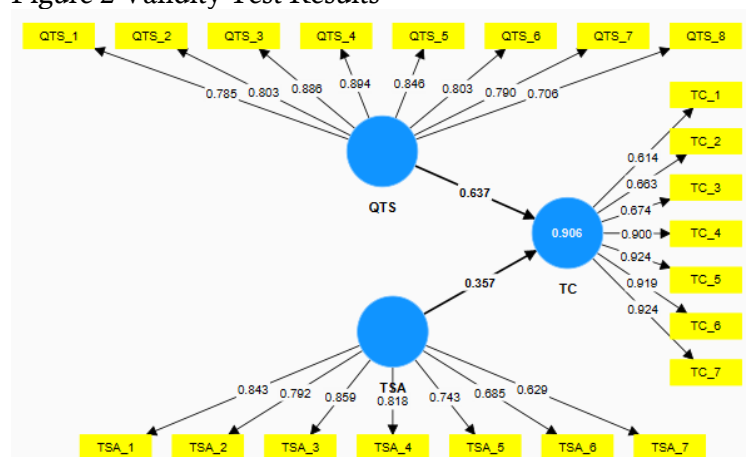 Figure 2 Validity Test Results
QTS_1 QTS_2 QTS_3 QTS_4 QTS_5 QTS_6 QTS_7 QTS_8
0.785 0.803 0.886 0.894 0.846 0.803 0.790 0.706
QTS
0.637
TC_1
TC_2
TC_3
TC_4
TC_5
TC_6
TC_7
0.614
0.663
0.674
0.900
0.924
0.919
0.924
0.906
TC
0.357
TSA
0.843 0.792 0.859 0.818 0.743 0.685 0.629
TSA_1 TSA_2 TSA_3 TSA_4 TSA_5 TSA_6 TSA_7